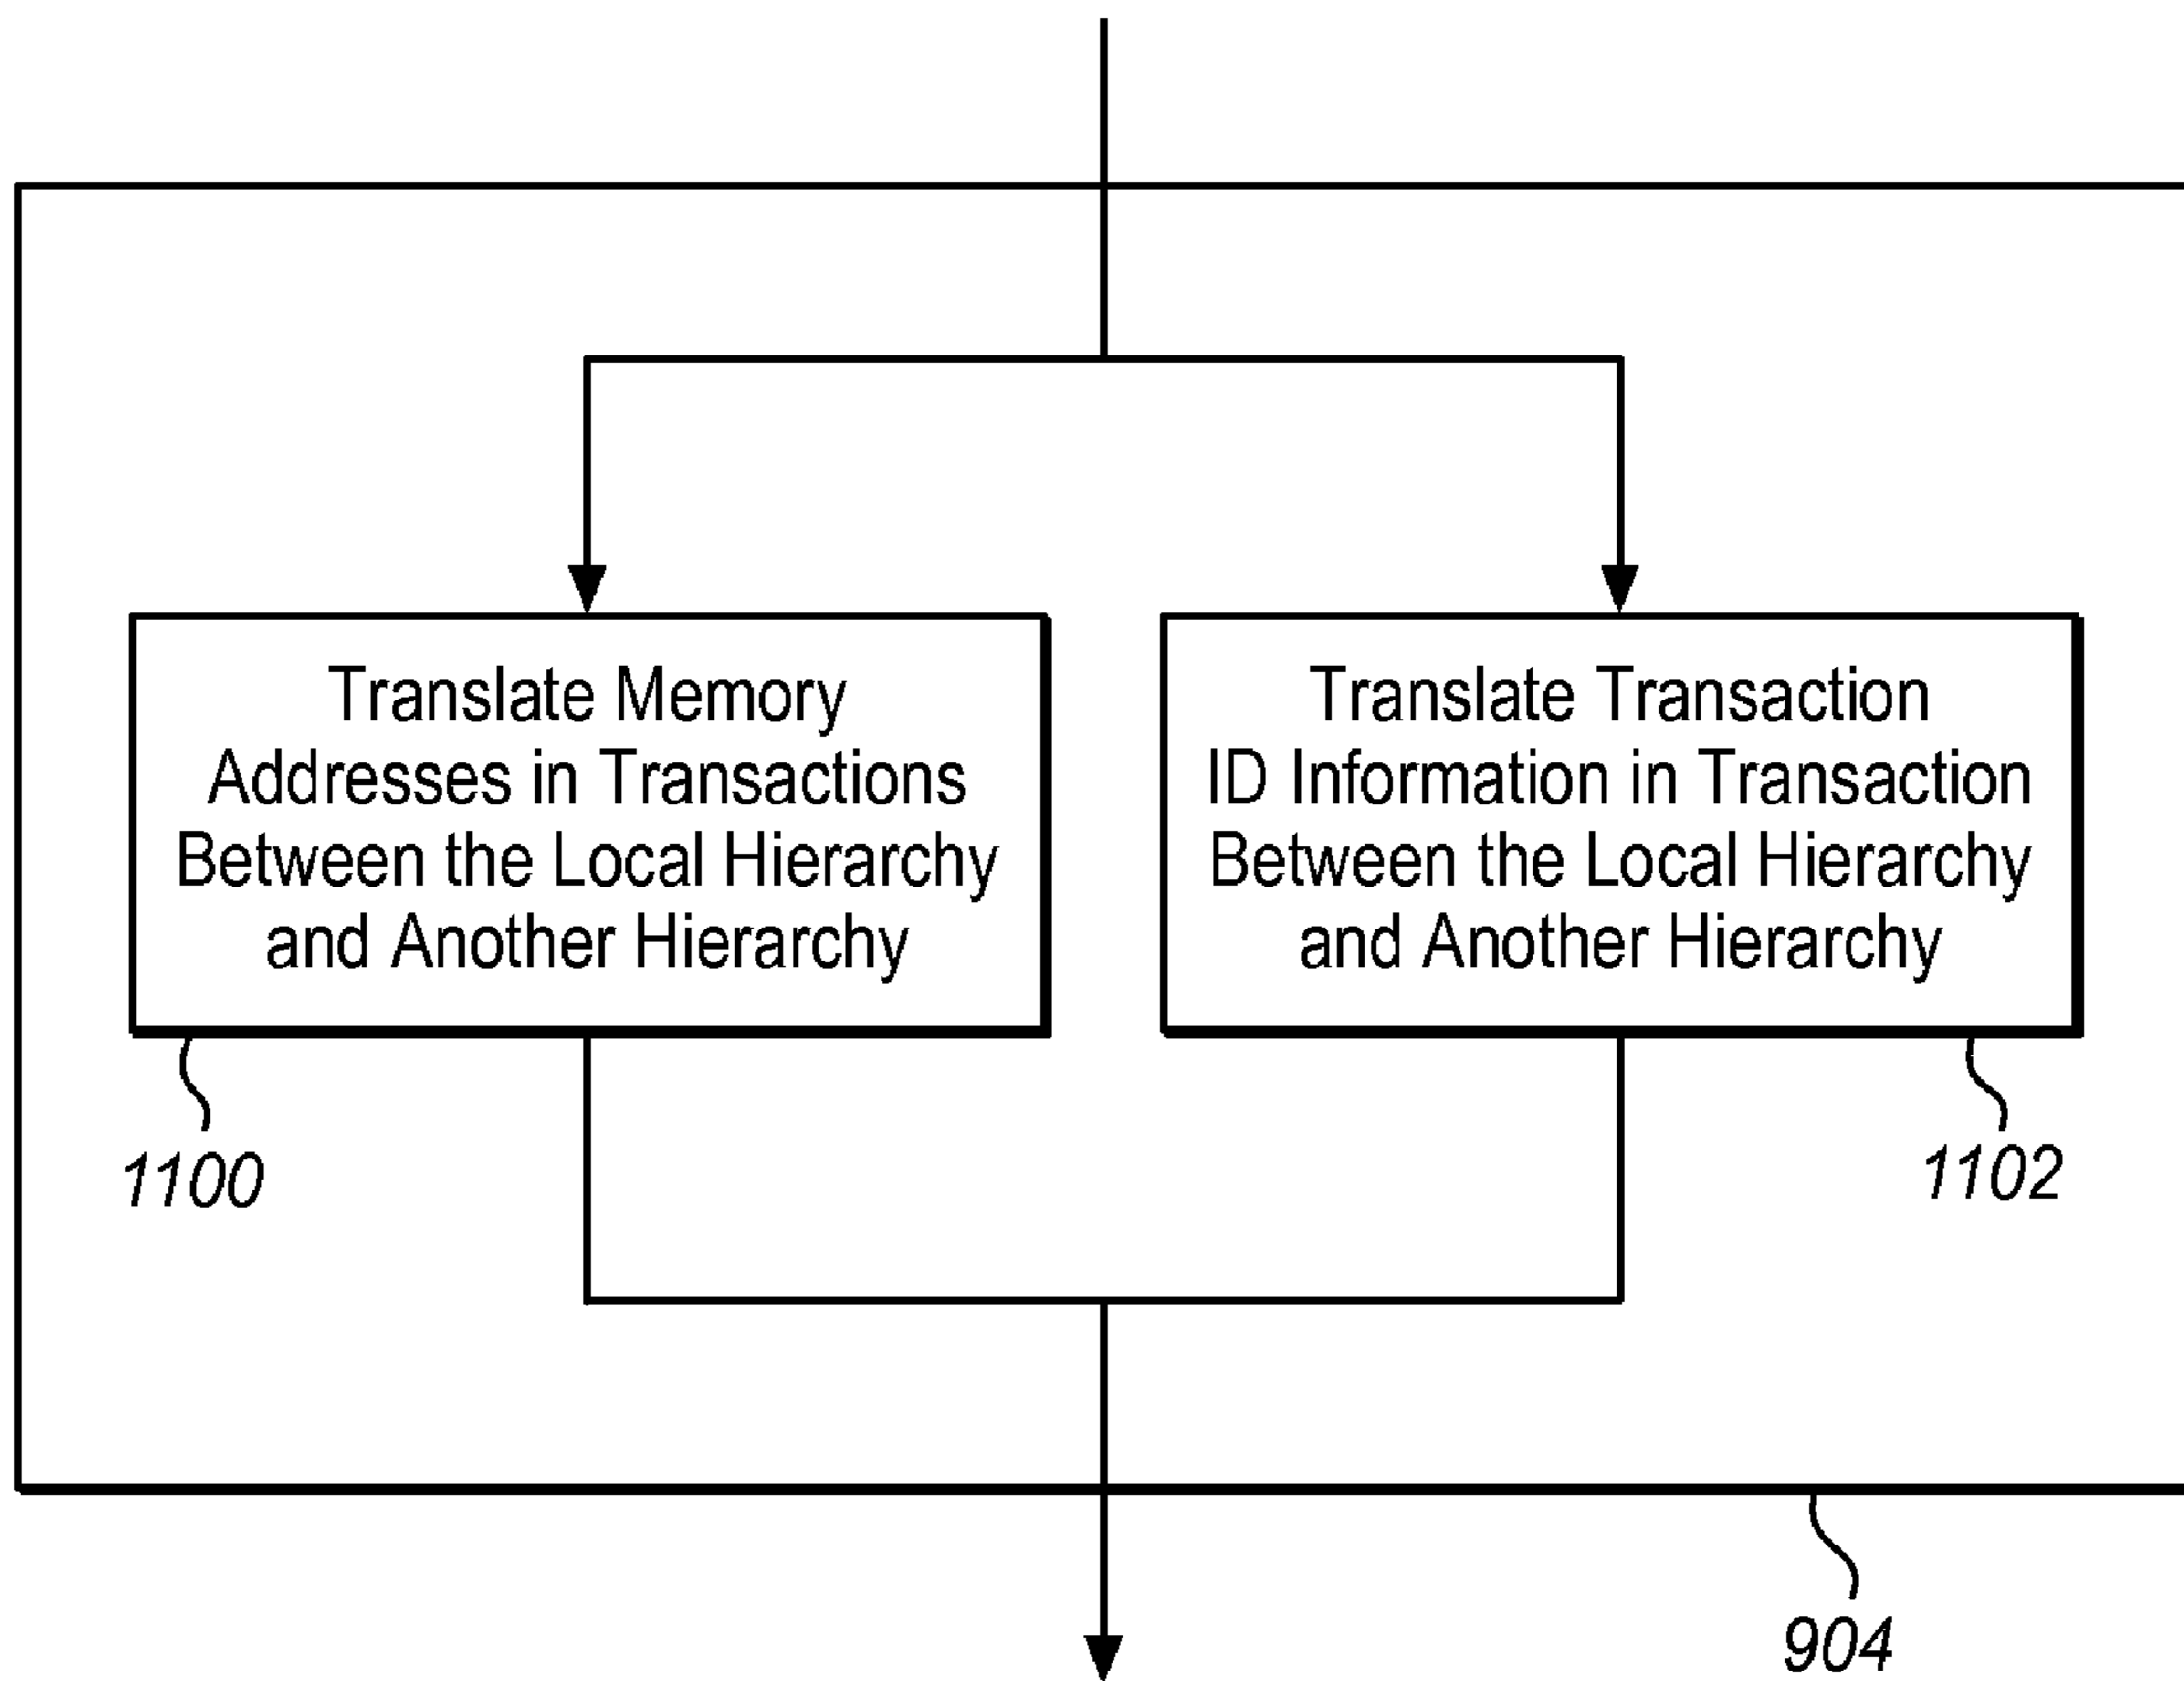 Translate Memory
Addresses in Transactions
Between the Local Hierarchy
and Another Hierarchy
Translate Transaction
ID Information in Transaction
Between the Local Hierarchy
and Another Hierarchy
1100
1102
904